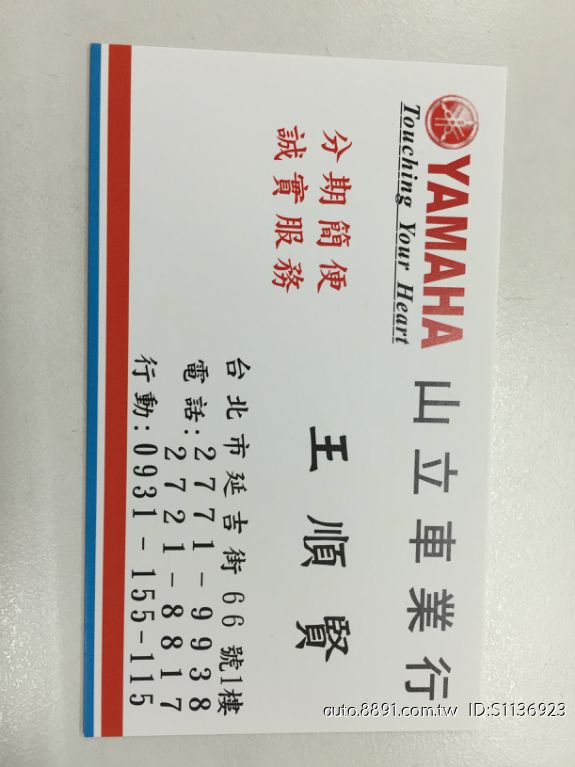 YAMAHA 山立車業行
Touching Your Heart
分期簡便
誠實服務
王順賢
台北市延吉街66號1樓
電話:2771-9938
2721-8817
行動:0931-155-115
auto.8891.com.tw ID:S1136923